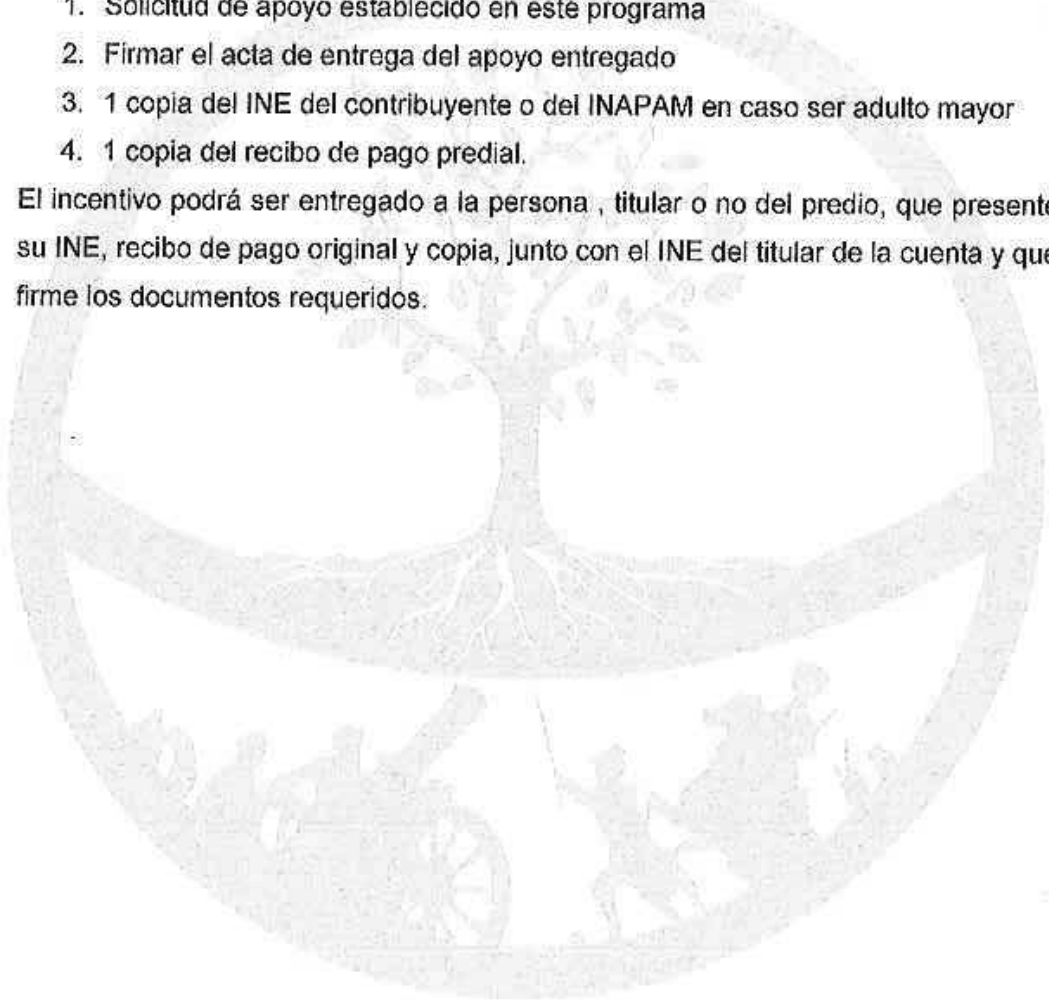 1. Solicitud de apoyo establecido en este programa
2. Firmar el acta de entrega del apoyo entregado
3. 1 copia del INE del contribuyente o del INAPAM en caso ser adulto mayor
4. 1 copia del recibo de pago predial.
El incentivo podrá ser entregado a la persona , titular o no del predio, que presente
su INE, recibo de pago original y copia, junto con el INE del titular de la cuenta y que
firme los documentos requeridos.